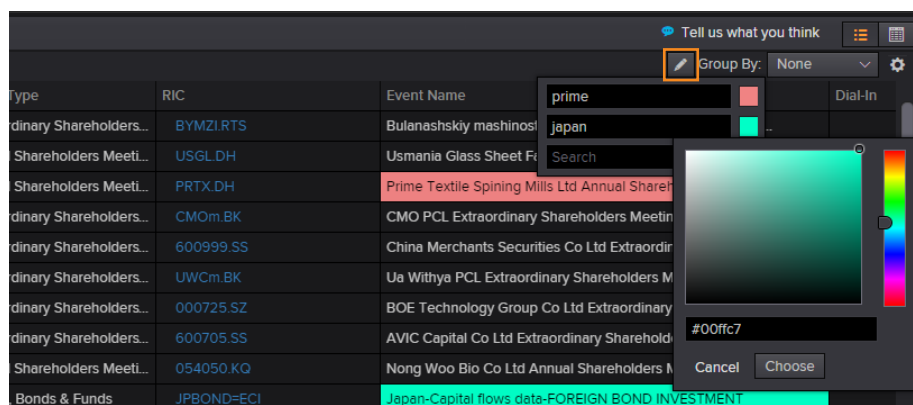 Tell us what you think
Group By: None
Type RIC Event Name Dial-In
prime
japan
Search
rdinary Shareholders... BYMZI.RTS Bulanashskiy mashinost ..
l Shareholders Meeti... USGL.DH Usmania Glass Sheet Fa
l Shareholders Meeti... PRTX.DH Prime Textile Spining Mills Ltd Annual Shareh
rdinary Shareholders... CMOm.BK CMO PCL Extraordinary Shareholders Meetin
rdinary Shareholders... 600999.SS China Merchants Securities Co Ltd Extraordin
rdinary Shareholders... UWCm.BK Ua Withya PCL Extraordinary Shareholders M
rdinary Shareholders... 000725.SZ BOE Technology Group Co Ltd Extraordinary
rdinary Shareholders... 600705.SS AVIC Capital Co Ltd Extraordinary Sharehold
l Shareholders Meeti... 054050.KQ Nong Woo Bio Co Ltd Annual Shareholders M
, Bonds & Funds JPBOND=ECI Japan-Capital flows data-FOREIGN BOND INVESTMENT
#00ffc7
Cancel Choose